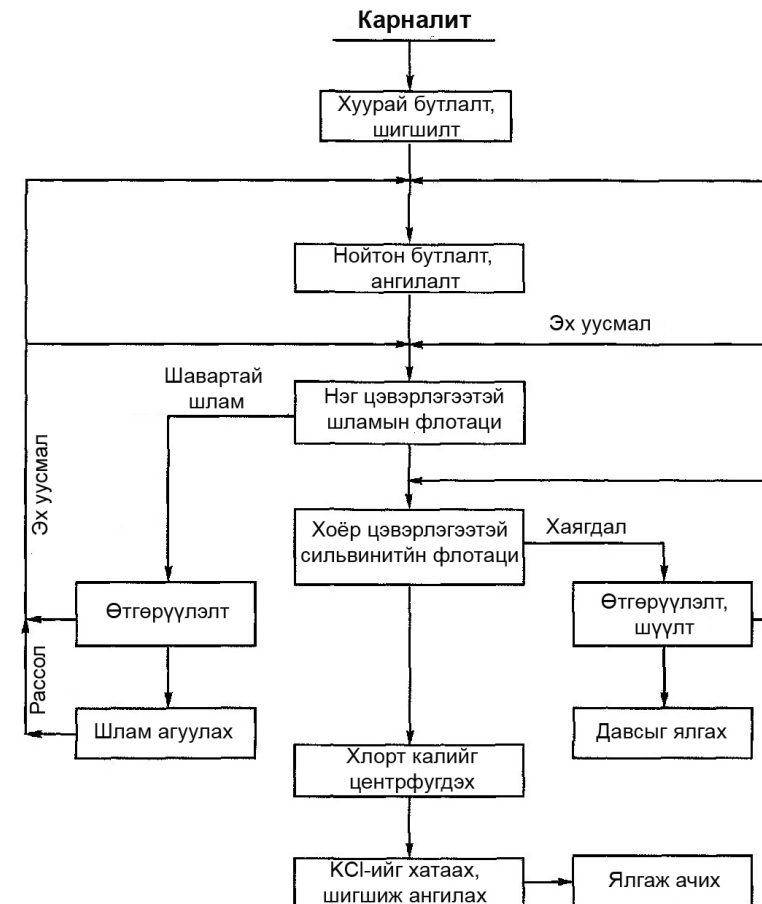 Карналит
Хуурай бутлалт,
шигшилт
Нойтон бутлалт,
ангилалт
Эх уусмал
Шавартай
шлам
Нэг цэвэрлэгээтэй
шламын флотаци
Эх уусмал
Хоёр цэвэрлэгээтэй
сильвинитйн флотаци
Хаягдал
Өтгөрүүлэлт
Өтгөрүүлэлт,
шүүлт
Рассол
Шлам агуулах
Давсыг ялгах
Хлорт калийг
центрфугдэх
KCl-ийг хатаах,
шигшиж ангилах
Ялгаж ачих